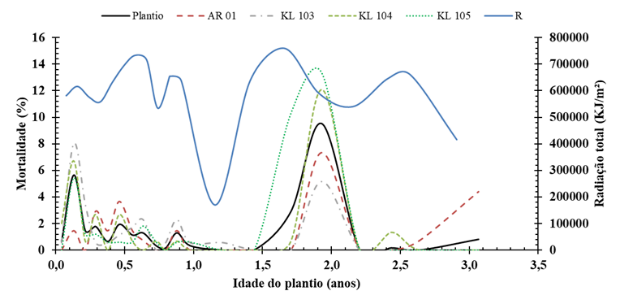 Plantio AR 01 KL 103 KL 104 KL 105 R
16 800000
14 700000
12 600000
10 500000
8 400000
6 300000
4 200000
2 100000
0 0
0,0 0,5 1,0 1,5 2,0 2,5 3,0 3,5
Mortalidade (%)
Radiação total (KJ/m²)
Idade do plantio (anos)